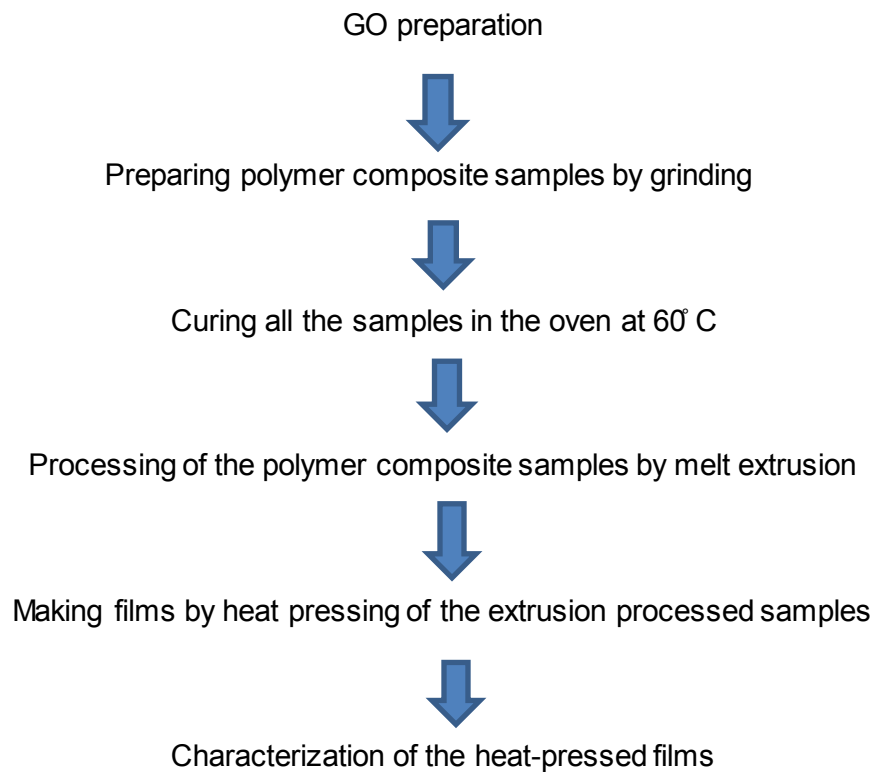 GO preparation
Preparing polymer composite samples by grinding
Curing all the samples in the oven at 60̊ C
Processing of the polymer composite samples by melt extrusion
Making films by heat pressing of the extrusion processed samples
Characterization of the heat-pressed films